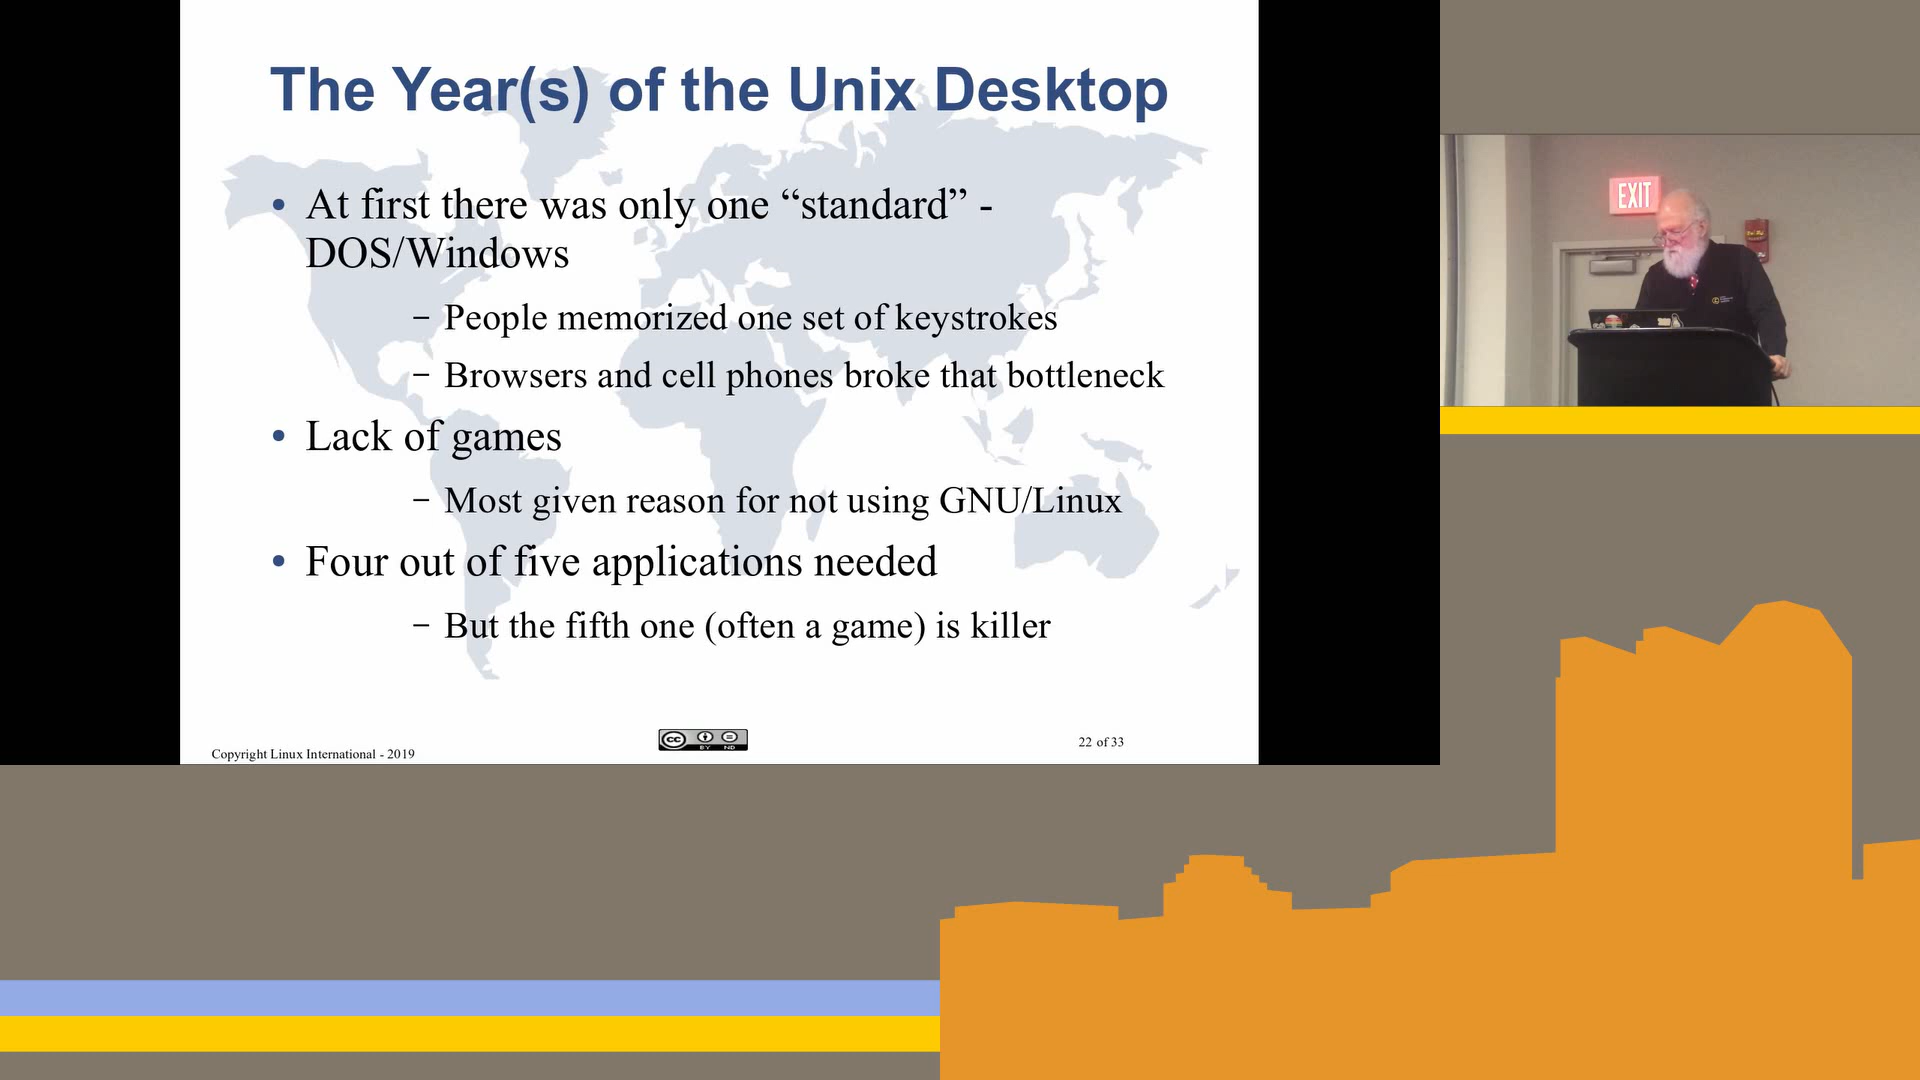 The Year(s) of the Unix Desktop
• At first there was only one “standard” -
DOS/Windows
– People memorized one set of keystrokes
– Browsers and cell phones broke that bottleneck
• Lack of games
– Most given reason for not using GNU/Linux
• Four out of five applications needed
– But the fifth one (often a game) is killer
Copyright Linux International - 2019
cc
BY ND
22 of 33
EXIT